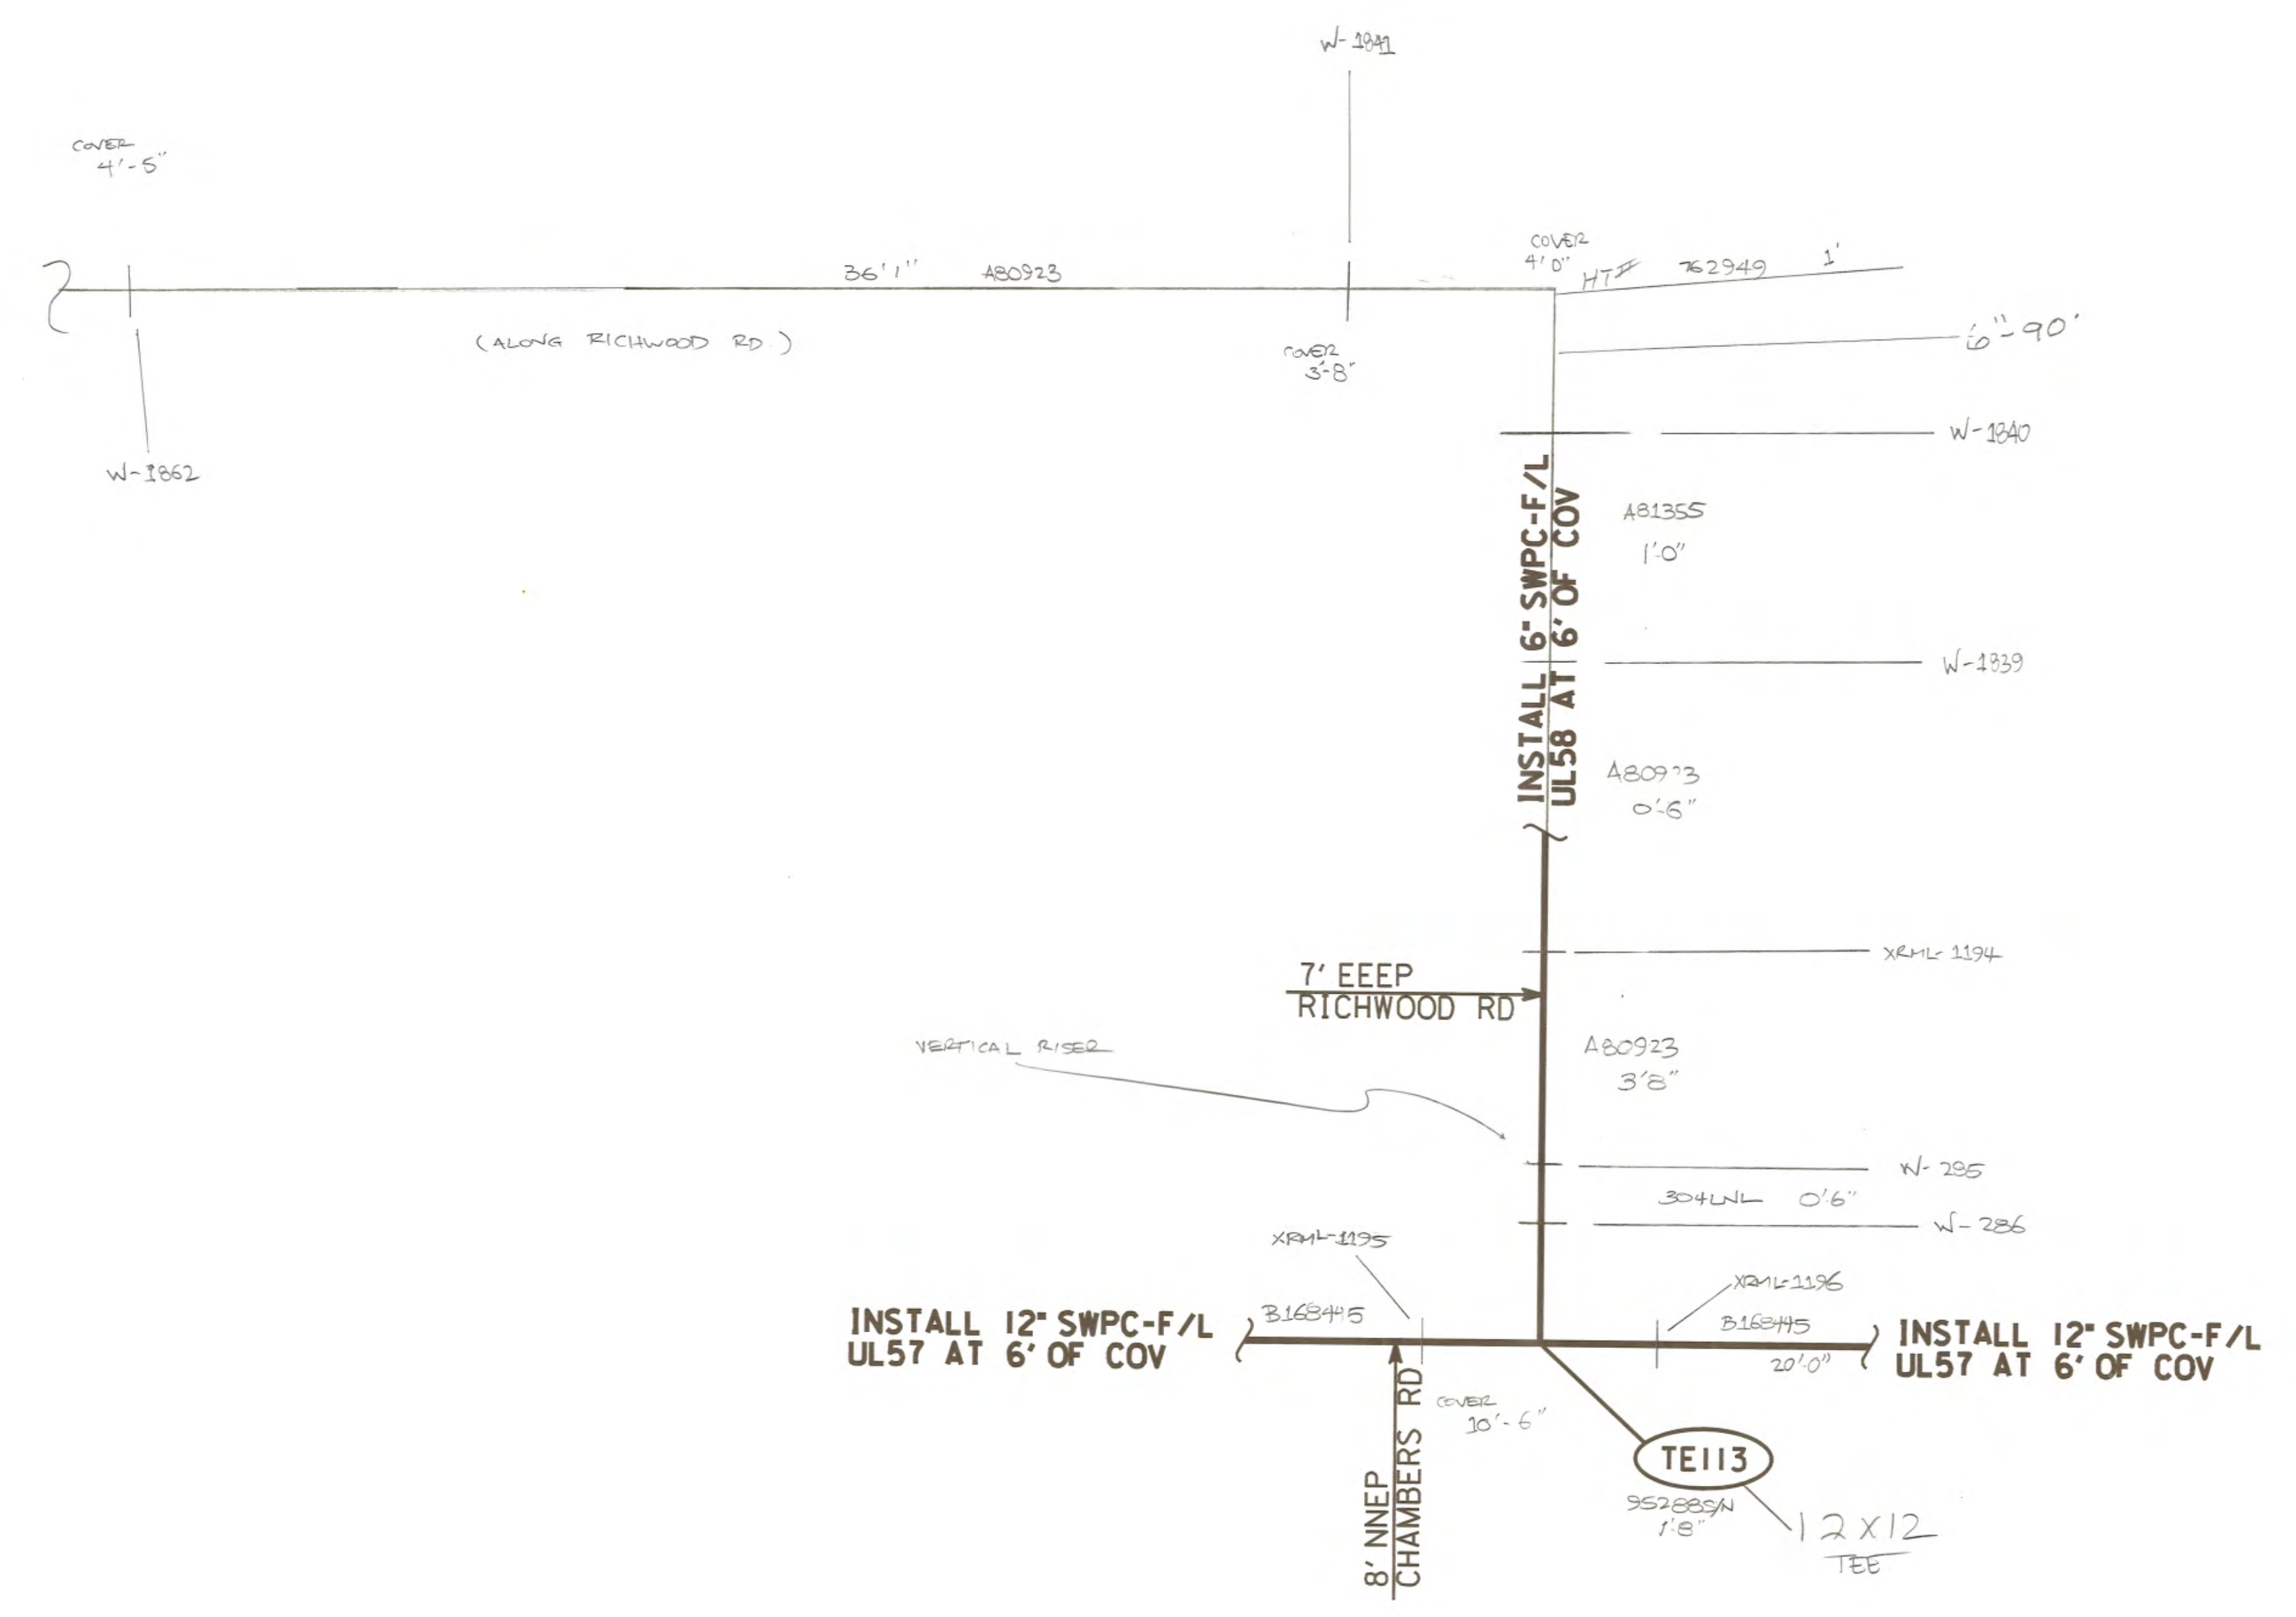 W-1841
COVER
4'-5"
36'1" A80923
COVER
4'0"
HT# 762949 1'
(ALONG RICHWOOD RD.)
COVER
3'-8"
6"-90°
W-1862
W-1840
INSTALL 6" SWPC-F/L
UL58 AT 6' OF COV
A81355
1'-0"
W-1839
A80923
0'-6"
XRML-1194
7' EEEP
RICHWOOD RD
VERTICAL RISER
A80923
3'8"
W-285
304LNL 0'6"
W-286
XRML-1195
XRML-1196
B168445
B168445
INSTALL 12" SWPC-F/L
UL57 AT 6' OF COV
INSTALL 12" SWPC-F/L
UL57 AT 6' OF COV
20'-0"
COVER
10'-6"
8' NNEP
CHAMBERS RD
TE113
95288S/N
1'8"
12X12
TEE